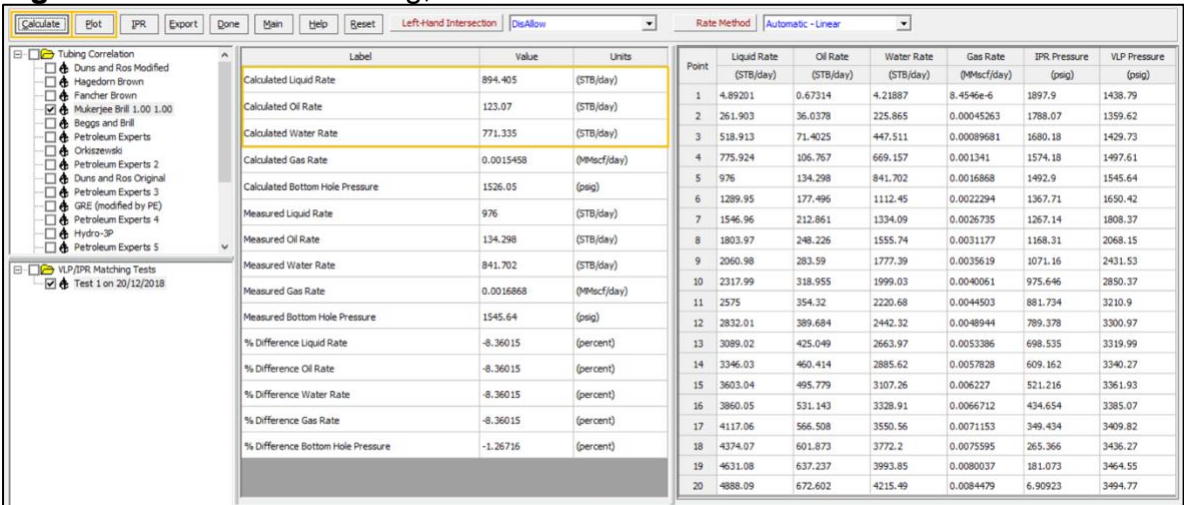 Calculate Plot IPR Export Done Main Help Reset Left-Hand Intersection DisAllow Rate Method Automatic - Linear
Tubing Correlation
Duns and Ros Modified
Hagedorn Brown
Fancher Brown
Mukerjee Brill 1.00 1.00
Beggs and Brill
Petroleum Experts
Orkiszewski
Petroleum Experts 2
Duns and Ros Original
Petroleum Experts 3
GRE (modified by PE)
Petroleum Experts 4
Hydro-3P
Petroleum Experts 5
VLP/IPR Matching Tests
Test 1 on 20/12/2018
Label Value Units
Calculated Liquid Rate 894.405 (STB/day)
Calculated Oil Rate 123.07 (STB/day)
Calculated Water Rate 771.335 (STB/day)
Calculated Gas Rate 0.0015458 (MMscf/day)
Calculated Bottom Hole Pressure 1526.05 (psig)
Measured Liquid Rate 976 (STB/day)
Measured Oil Rate 134.298 (STB/day)
Measured Water Rate 841.702 (STB/day)
Measured Gas Rate 0.0016868 (MMscf/day)
Measured Bottom Hole Pressure 1545.64 (psig)
% Difference Liquid Rate -8.36015 (percent)
% Difference Oil Rate -8.36015 (percent)
% Difference Water Rate -8.36015 (percent)
% Difference Gas Rate -8.36015 (percent)
% Difference Bottom Hole Pressure -1.26716 (percent)
Point Liquid Rate Oil Rate Water Rate Gas Rate IPR Pressure VLP Pressure
(STB/day) (STB/day) (STB/day) (MMscf/day) (psig) (psig)
1 4.89201 0.67314 4.21887 8.4546e-6 1897.9 1438.79
2 261.903 36.0378 225.865 0.00045263 1788.07 1359.62
3 518.913 71.4025 447.511 0.00089681 1680.18 1429.73
4 775.924 106.767 669.157 0.001341 1574.18 1497.61
5 976 134.298 841.702 0.0016868 1492.9 1545.64
6 1289.95 177.496 1112.45 0.0022294 1367.71 1650.42
7 1546.96 212.861 1334.09 0.0026735 1267.14 1808.37
8 1803.97 248.226 1555.74 0.0031177 1168.31 2068.15
9 2060.98 283.59 1777.39 0.0035619 1071.16 2431.53
10 2317.99 318.955 1999.03 0.0040061 975.646 2850.37
11 2575 354.32 2220.68 0.0044503 881.734 3210.9
12 2832.01 389.684 2442.32 0.0048944 789.378 3300.97
13 3089.02 425.049 2663.97 0.0053386 698.535 3319.99
14 3346.03 460.414 2885.62 0.0057828 609.162 3340.27
15 3603.04 495.779 3107.26 0.006227 521.216 3361.93
16 3860.05 531.143 3328.91 0.0066712 434.654 3385.07
17 4117.06 566.508 3550.56 0.0071153 349.434 3409.82
18 4374.07 601.873 3772.2 0.0075595 265.366 3436.27
19 4631.08 637.237 3993.85 0.0080037 181.073 3464.55
20 4888.09 672.602 4215.49 0.0084479 6.90923 3494.77